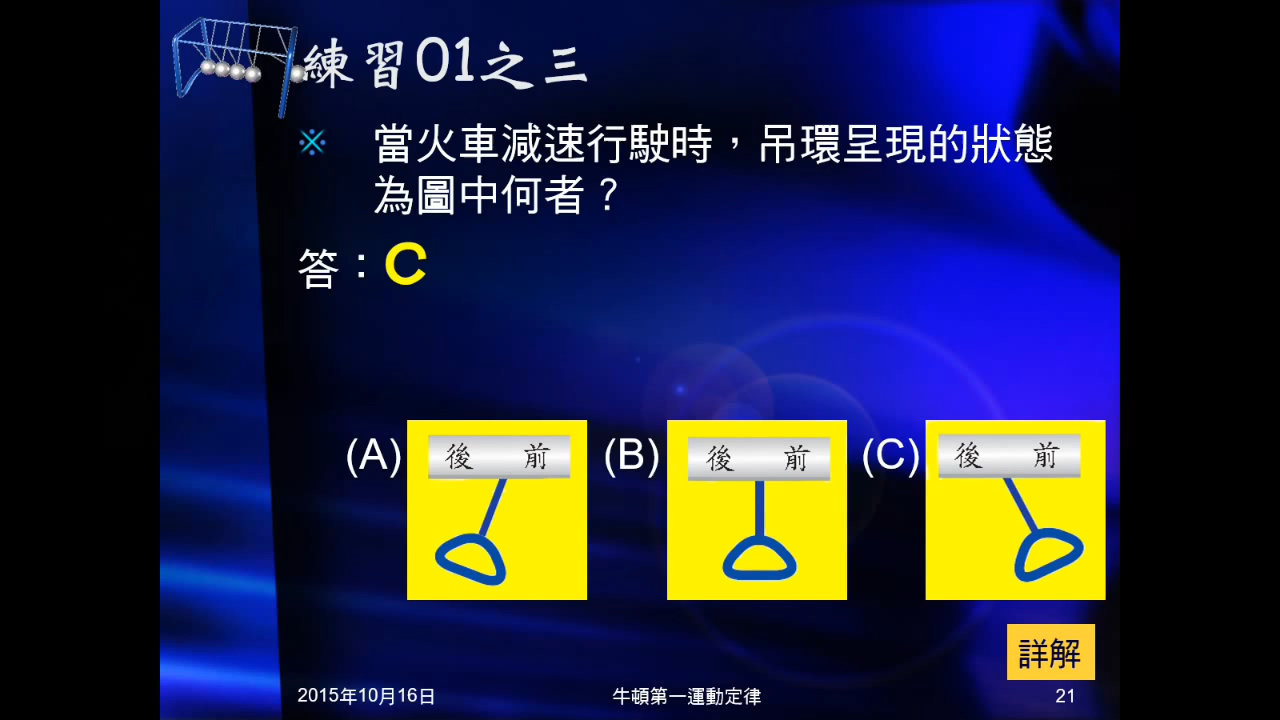 練習01之三
※ 當火車減速行駛時，吊環呈現的狀態
為圖中何者？
答：C
(A) 後 前 (B) 後 前 (C) 後 前
詳解
2015年10月16日 牛頓第一運動定律 21